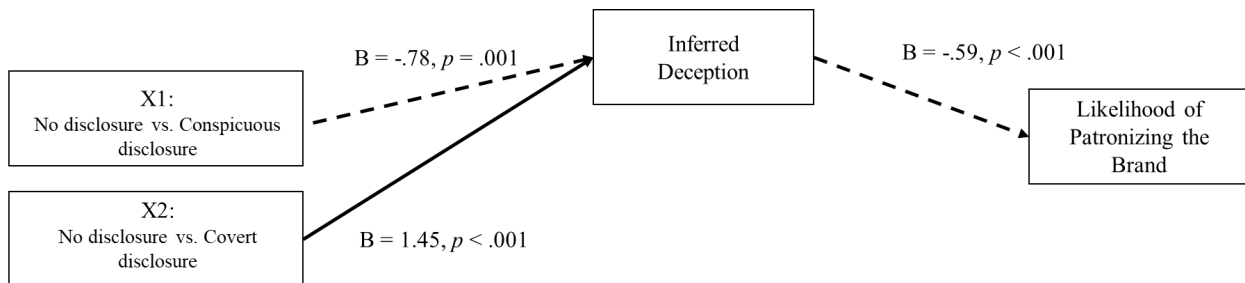 B = -.78, p = .001
Inferred
Deception
B = -.59, p < .001
X1:
No disclosure vs. Conspicuous
disclosure
Likelihood of
Patronizing the
Brand
X2:
No disclosure vs. Covert
disclosure
B = 1.45, p < .001